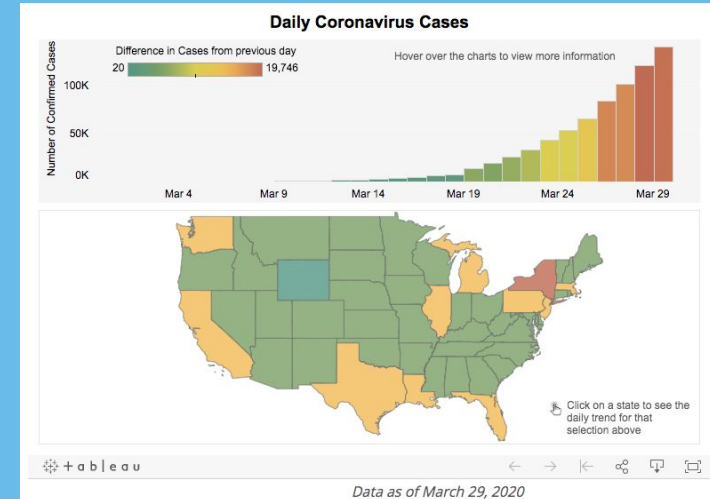 Daily Coronavirus Cases
Difference in Cases from previous day
20 19,746
Hover over the charts to view more information
Number of Confirmed Cases
100K
50K
0K
Mar 4 Mar 9 Mar 14 Mar 19 Mar 24 Mar 29
Click on a state to see the
daily trend for that
selection above
+ a b | e a u
Data as of March 29, 2020